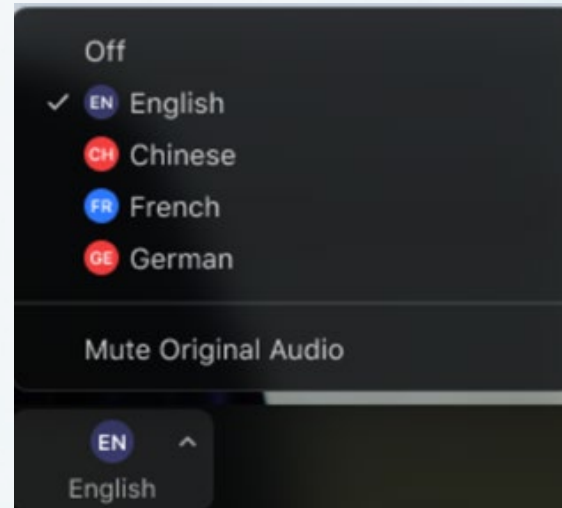 Off
EN English
CH Chinese
FR French
GE German
Mute Original Audio
EN
English